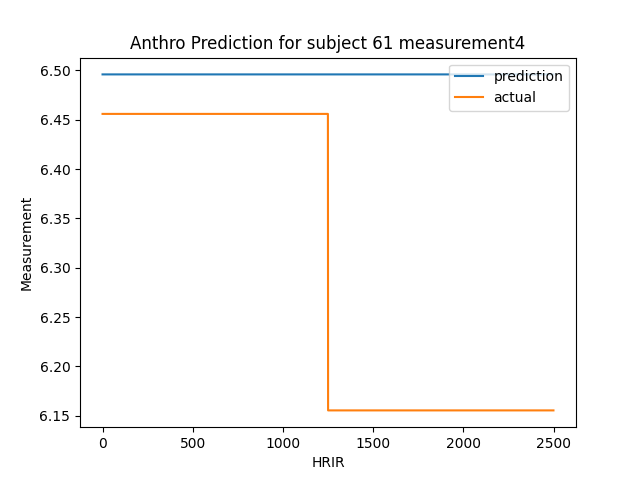 Anthro Prediction for subject 61 measurement4
6.50
6.45
6.40
6.35
6.30
6.25
6.20
6.15
Measurement
prediction
actual
0 500 1000 1500 2000 2500
HRIR